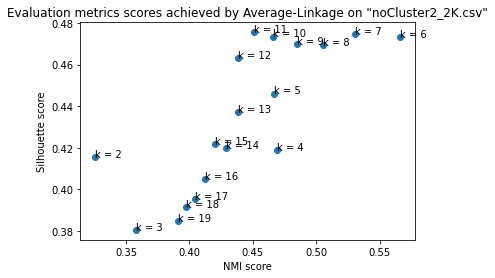 Evaluation metrics scores achieved by Average-Linkage on "noCluster2_2K.csv"
0.48
k = 11
k = 10
k = 7
k = 6
k = 9
k = 8
k = 12
0.46
k = 5
0.44
k = 13
Silhouette score
k = 15
k = 14
0.42
k = 4
k = 2
k = 16
0.40
k = 17
k = 18
k = 19
k = 3
0.38
0.35 0.40 0.45 0.50 0.55
NMI score